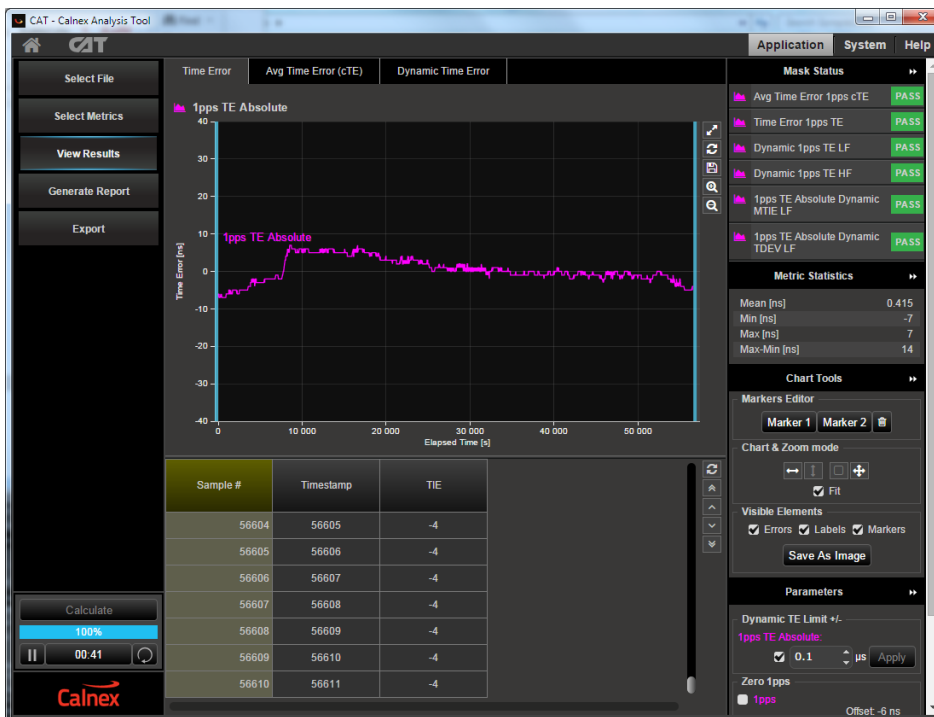 CAT - Calnex Analysis Tool
CAT
Application System Help
Select File
Select Metrics
View Results
Generate Report
Export
Calculate
100%
00:41
Calnex
Time Error Avg Time Error (cTE) Dynamic Time Error
1pps TE Absolute
40
30
20
10
0
-10
-20
-30
-40
Time Error [ns]
1pps TE Absolute
0 10 000 20 000 30 000 40 000 50 000
Elapsed Time [s]
Sample # Timestamp TIE
56604 56605 -4
56605 56606 -4
56606 56607 -4
56607 56608 -4
56608 56609 -4
56609 56610 -4
56610 56611 -4
Mask Status
Avg Time Error 1pps cTE PASS
Time Error 1pps TE PASS
Dynamic 1pps TE LF PASS
Dynamic 1pps TE HF PASS
1pps TE Absolute Dynamic
MTIE LF PASS
1pps TE Absolute Dynamic
TDEV LF PASS
Metric Statistics
Mean [ns] 0.415
Min [ns] -7
Max [ns] 7
Max-Min [ns] 14
Chart Tools
Markers Editor
Marker 1 Marker 2
Chart & Zoom mode
Fit
Visible Elements
Errors Labels Markers
Save As Image
Parameters
Dynamic TE Limit +/-
1pps TE Absolute:
0.1 µs Apply
Zero 1pps
1pps
Offset: -6 ns